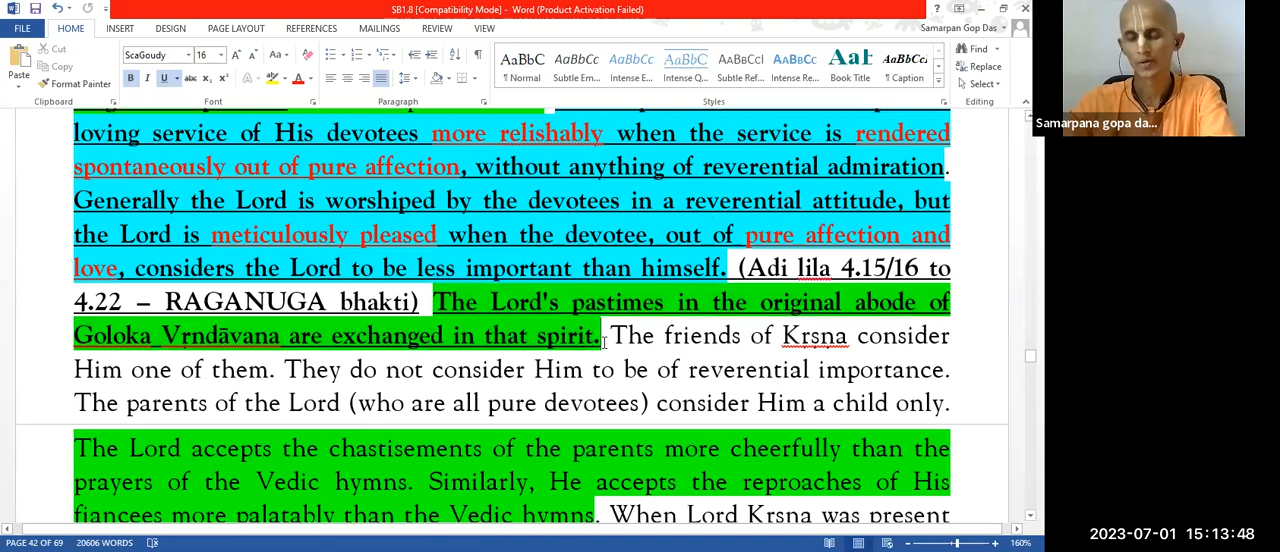 SB1.8 [Compatibility Mode] - Word (Product Activation Failed)
FILE HOME INSERT DESIGN PAGE LAYOUT REFERENCES MAILINGS REVIEW VIEW Samarpan Gop Das
Cut
Copy
Format Painter
Paste
Clipboard
ScaGoudy 16
Font
Paragraph
AaBbC AaBbCc AaBbCc AaBbC AaBbCc AaBbCc AaB AaBbCc
¶ Normal Subtle Em... Intense E... Intense Q... Subtle Ref... Intense Re... Book Title ¶ Caption
Styles
Find
Replace
Select
Editing
Samarpana gopa da...
loving service of His devotees more relishably when the service is rendered
spontaneously out of pure affection, without anything of reverential admiration.
Generally the Lord is worshiped by the devotees in a reverential attitude, but
the Lord is meticulously pleased when the devotee, out of pure affection and
love, considers the Lord to be less important than himself. (Adi lila 4.15/16 to
4.22 – RAGANUGA bhakti) The Lord's pastimes in the original abode of
Goloka Vṛndāvana are exchanged in that spirit. The friends of Kṛṣṇa consider
Him one of them. They do not consider Him to be of reverential importance.
The parents of the Lord (who are all pure devotees) consider Him a child only.
The Lord accepts the chastisements of the parents more cheerfully than the
prayers of the Vedic hymns. Similarly, He accepts the reproaches of His
fiancees more palatably than the Vedic hymns. When Lord Kṛṣṇa was present
PAGE 42 OF 69 20606 WORDS 160%
2023-07-01 15:13:48